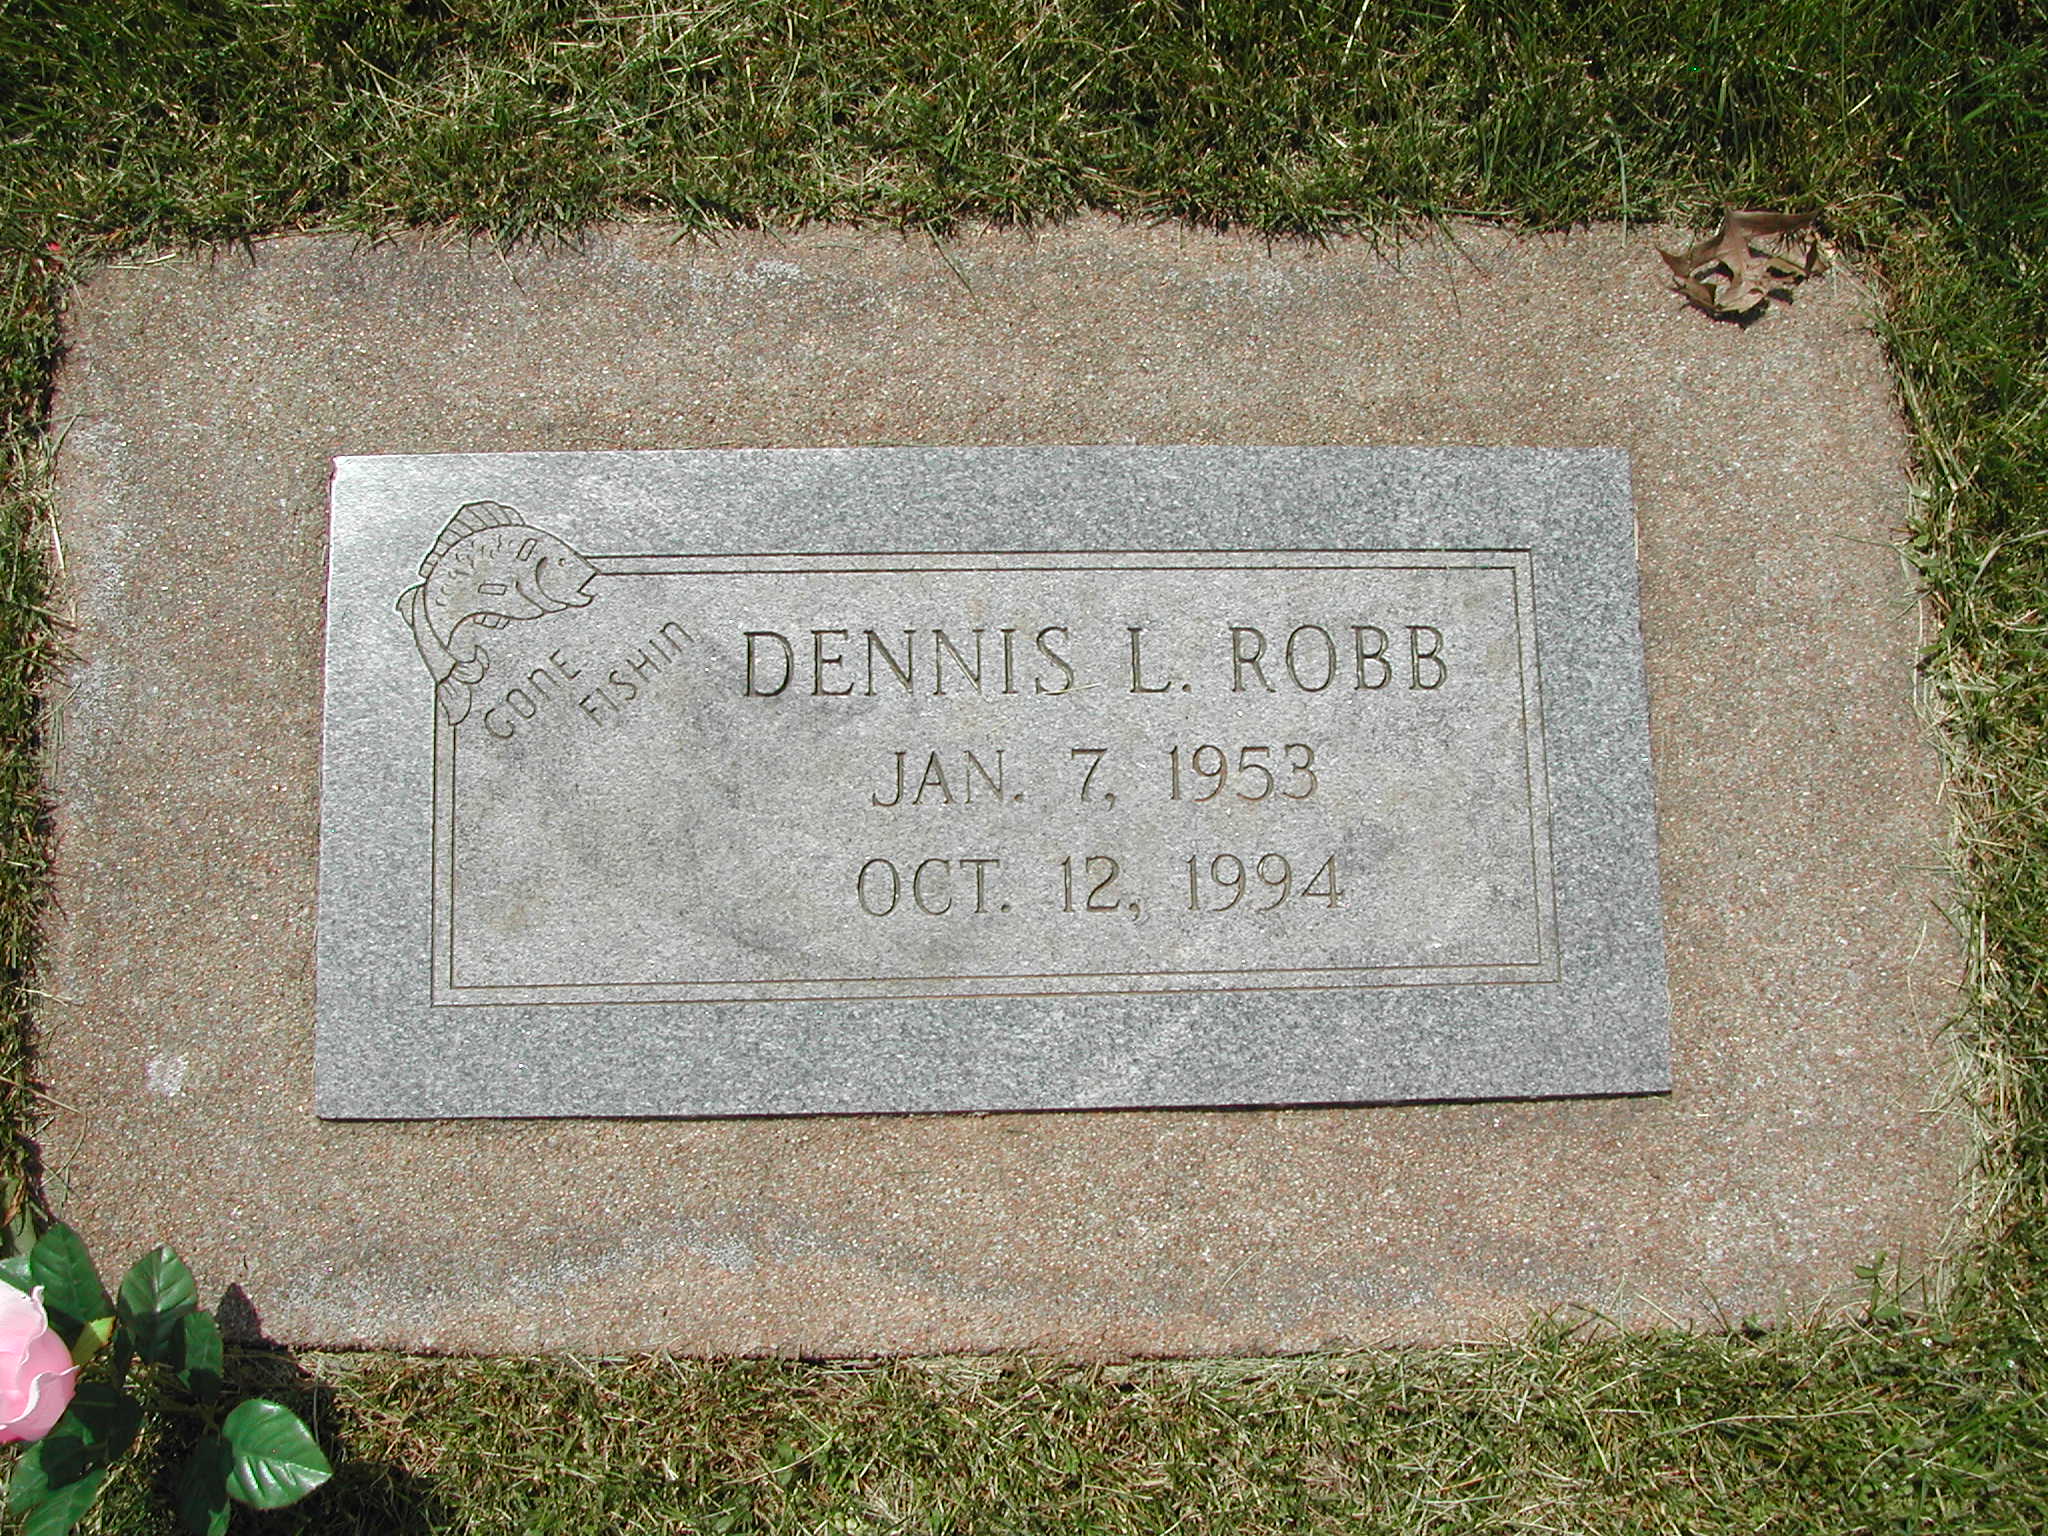 GONE
FISHIN
DENNIS L. ROBB
JAN. 7, 1953
OCT. 12, 1994